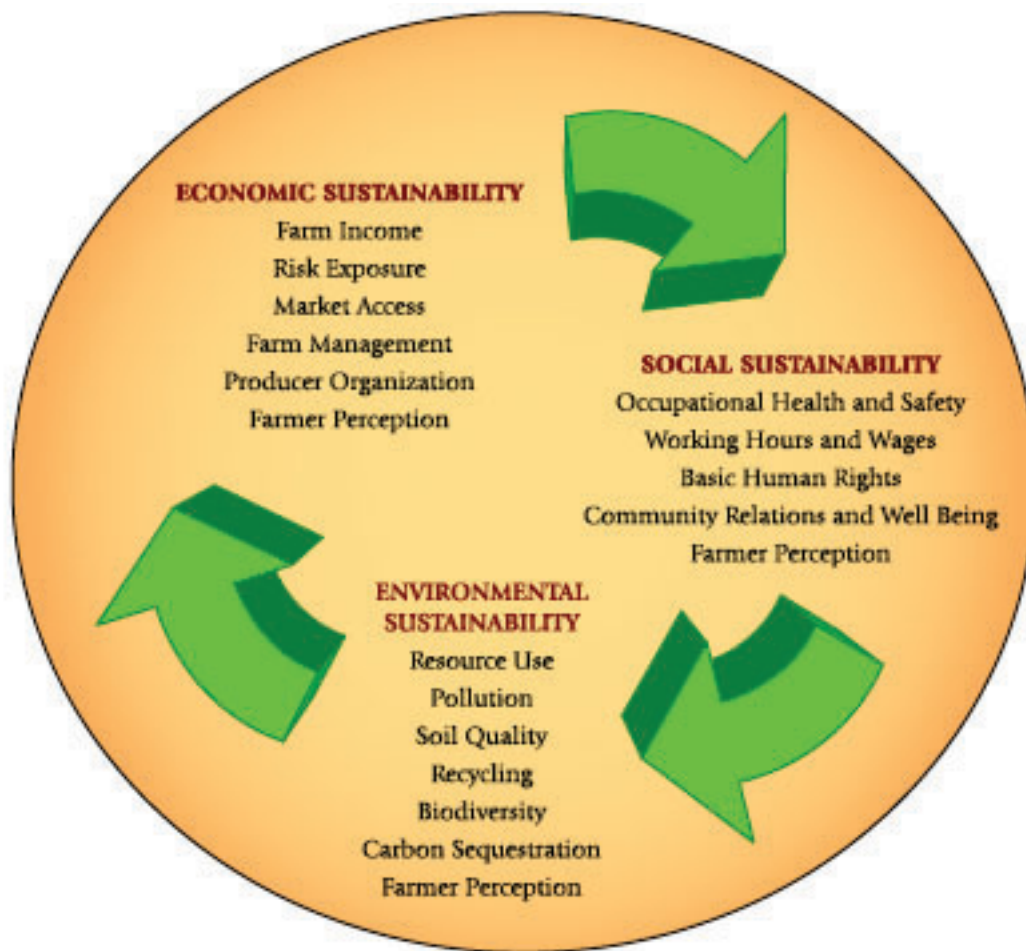 ECONOMIC SUSTAINABILITY
Farm Income
Risk Exposure
Market Access
Farm Management
Producer Organization
Farmer Perception
SOCIAL SUSTAINABILITY
Occupational Health and Safety
Working Hours and Wages
Basic Human Rights
Community Relations and Well Being
Farmer Perception
ENVIRONMENTAL
SUSTAINABILITY
Resource Use
Pollution
Soil Quality
Recycling
Biodiversity
Carbon Sequestration
Farmer Perception